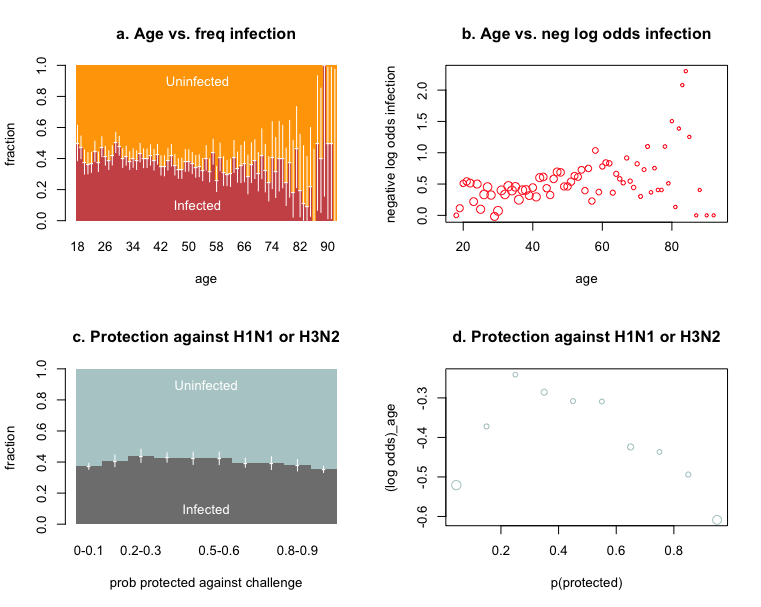 a. Age vs. freq infection
fraction
0.0 0.2 0.4 0.6 0.8 1.0
Uninfected
Infected
18 26 34 42 50 58 66 74 82 90
age
b. Age vs. neg log odds infection
negative log odds infection
0.0 0.5 1.0 1.5 2.0
20 40 60 80
age
c. Protection against H1N1 or H3N2
fraction
0.0 0.2 0.4 0.6 0.8 1.0
Uninfected
Infected
0-0.1 0.2-0.3 0.5-0.6 0.8-0.9
prob protected against challenge
d. Protection against H1N1 or H3N2
(log odds)_age
-0.6 -0.5 -0.4 -0.3
0.2 0.4 0.6 0.8
p(protected)